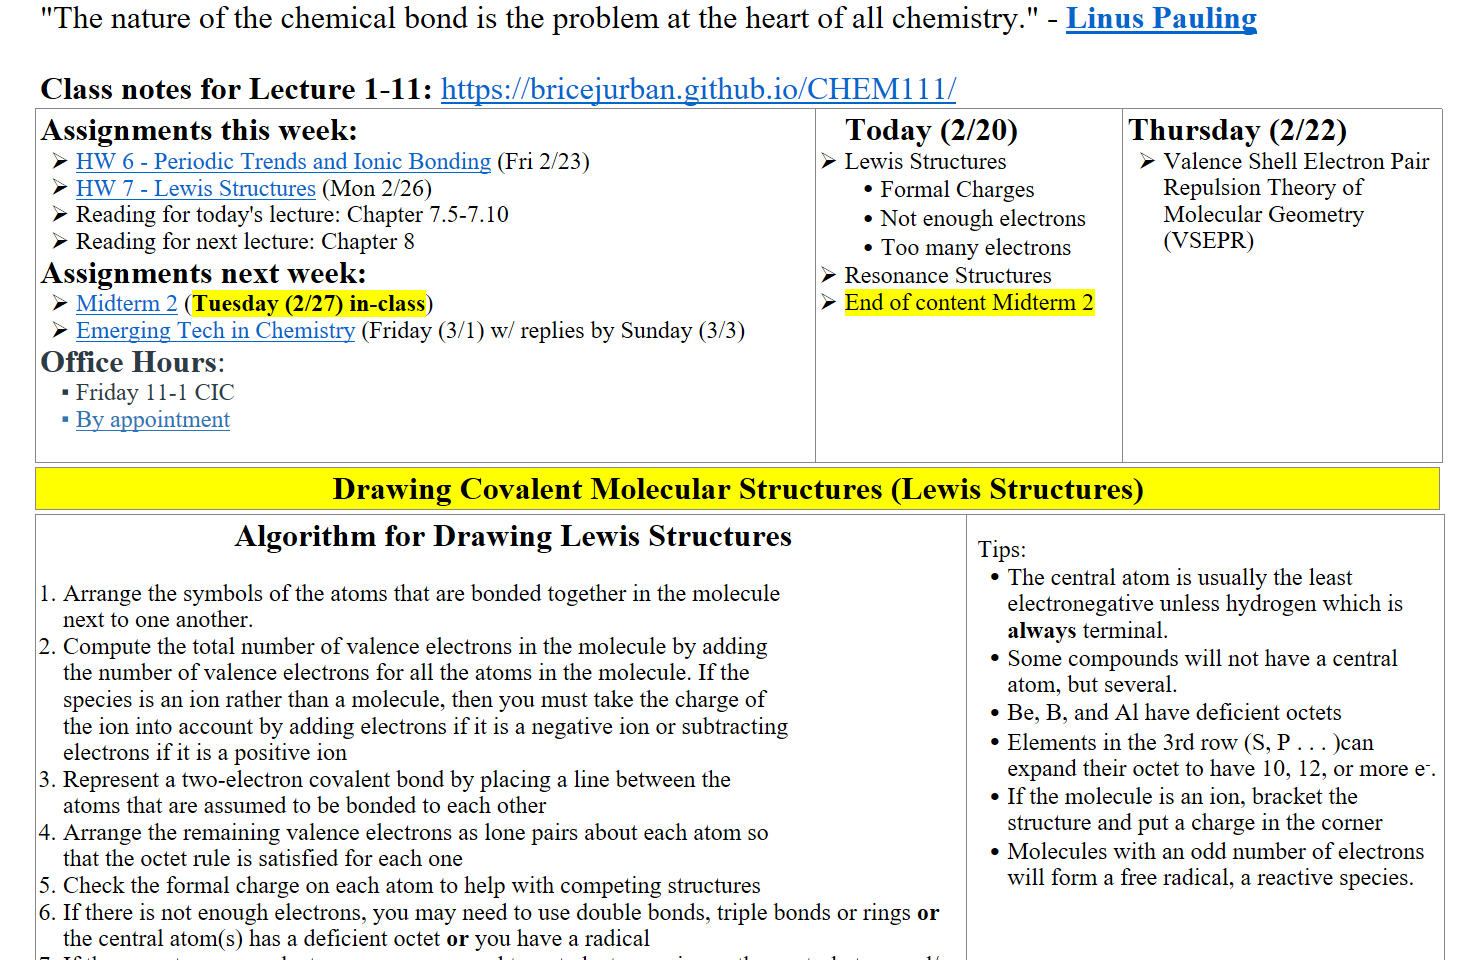 "The nature of the chemical bond is the problem at the heart of all chemistry." - Linus Pauling
Class notes for Lecture 1-11: https://bricejurban.github.io/CHEM111/
Assignments this week:
➢ HW 6 - Periodic Trends and Ionic Bonding (Fri 2/23)
➢ HW 7 - Lewis Structures (Mon 2/26)
➢ Reading for today's lecture: Chapter 7.5-7.10
➢ Reading for next lecture: Chapter 8
Assignments next week:
➢ Midterm 2 (Tuesday (2/27) in-class)
➢ Emerging Tech in Chemistry (Friday (3/1) w/ replies by Sunday (3/3)
Office Hours:
▪ Friday 11-1 CIC
▪ By appointment
Today (2/20)
➢ Lewis Structures
• Formal Charges
• Not enough electrons
• Too many electrons
➢ Resonance Structures
➢ End of content Midterm 2
Thursday (2/22)
➢ Valence Shell Electron Pair
Repulsion Theory of
Molecular Geometry
(VSEPR)
Drawing Covalent Molecular Structures (Lewis Structures)
Algorithm for Drawing Lewis Structures
1. Arrange the symbols of the atoms that are bonded together in the molecule
next to one another.
2. Compute the total number of valence electrons in the molecule by adding
the number of valence electrons for all the atoms in the molecule. If the
species is an ion rather than a molecule, then you must take the charge of
the ion into account by adding electrons if it is a negative ion or subtracting
electrons if it is a positive ion
3. Represent a two-electron covalent bond by placing a line between the
atoms that are assumed to be bonded to each other
4. Arrange the remaining valence electrons as lone pairs about each atom so
that the octet rule is satisfied for each one
5. Check the formal charge on each atom to help with competing structures
6. If there is not enough electrons, you may need to use double bonds, triple bonds or rings or
the central atom(s) has a deficient octet or you have a radical
Tips:
• The central atom is usually the least
electronegative unless hydrogen which is
always terminal.
• Some compounds will not have a central
atom, but several.
• Be, B, and Al have deficient octets
• Elements in the 3rd row (S, P . . . )can
expand their octet to have 10, 12, or more e⁻.
• If the molecule is an ion, bracket the
structure and put a charge in the corner
• Molecules with an odd number of electrons
will form a free radical, a reactive species.